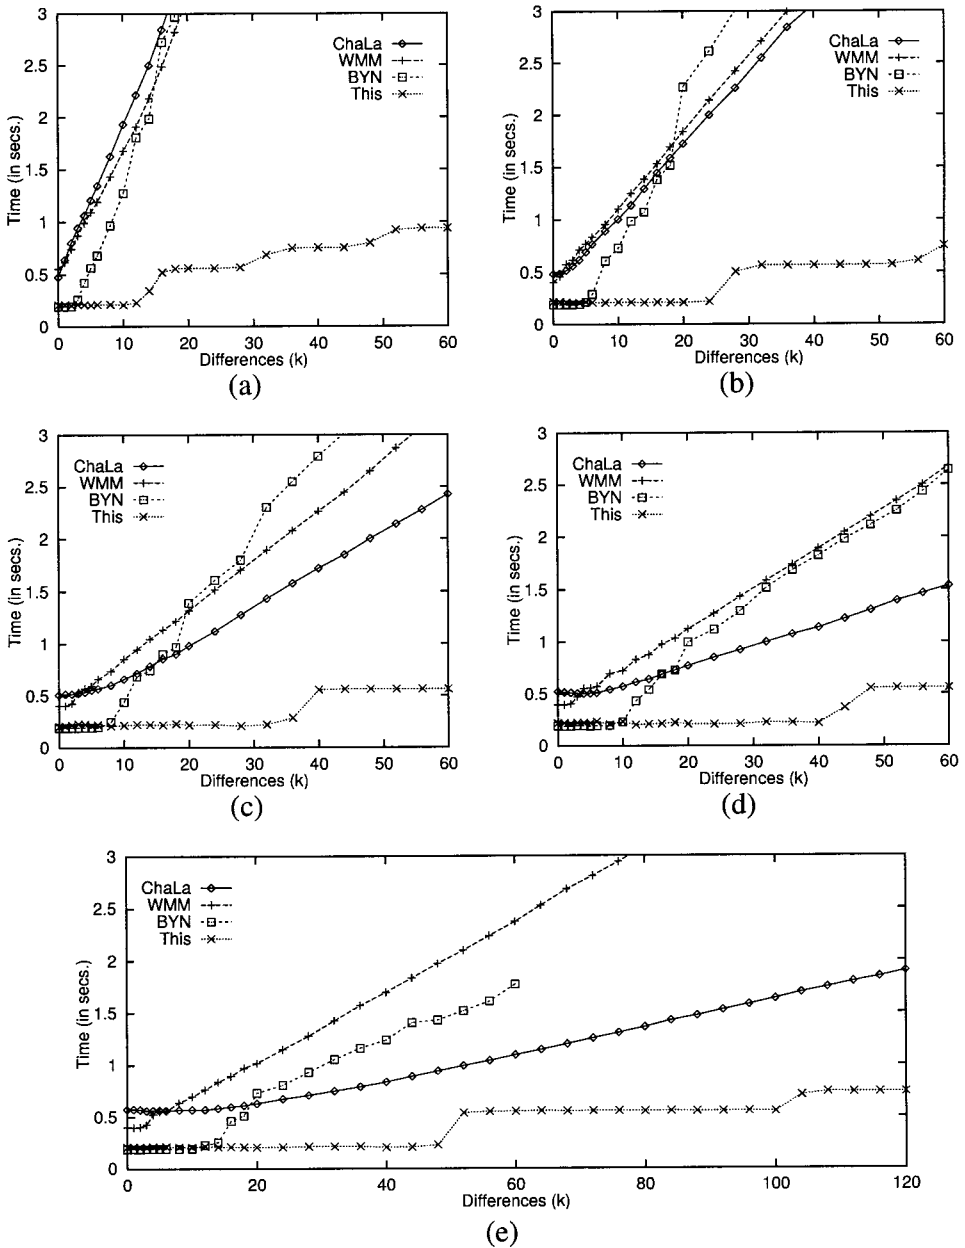 3
2.5
2
1.5
1
0.5
0
Time (in secs.)
ChaLa
WMM
BYN
This
0 10 20 30 40 50 60
Differences (k)
(a)
3
2.5
2
1.5
1
0.5
0
Time (in secs.)
ChaLa
WMM
BYN
This
0 10 20 30 40 50 60
Differences (k)
(b)
3
2.5
2
1.5
1
0.5
0
Time (in secs.)
ChaLa
WMM
BYN
This
0 10 20 30 40 50 60
Differences (k)
(c)
3
2.5
2
1.5
1
0.5
0
Time (in secs.)
ChaLa
WMM
BYN
This
0 10 20 30 40 50 60
Differences (k)
(d)
3
2.5
2
1.5
1
0.5
0
Time (in secs.)
ChaLa
WMM
BYN
This
0 20 40 60 80 100 120
Differences (k)
(e)